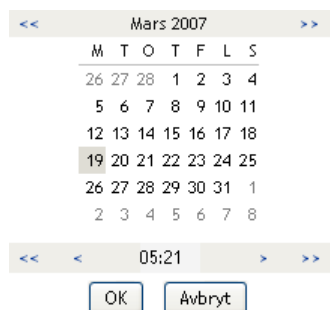 << Mars 2007 >>
M T O T F L S
26 27 28 1 2 3 4
5 6 7 8 9 10 11
12 13 14 15 16 17 18
19 20 21 22 23 24 25
26 27 28 29 30 31 1
2 3 4 5 6 7 8
<< < 05:21 > >>
OK Avbryt